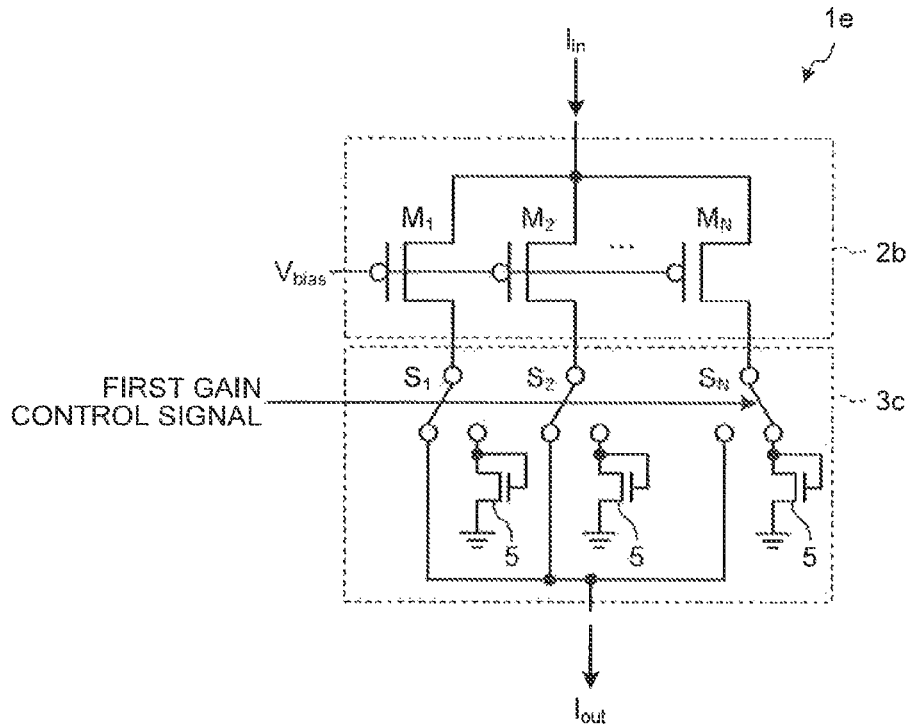 1e
I_in
M_1
M_2
...
M_N
2b
V_bias
S_1
S_2
S_N
3c
FIRST GAIN
CONTROL SIGNAL
5
5
5
I_out